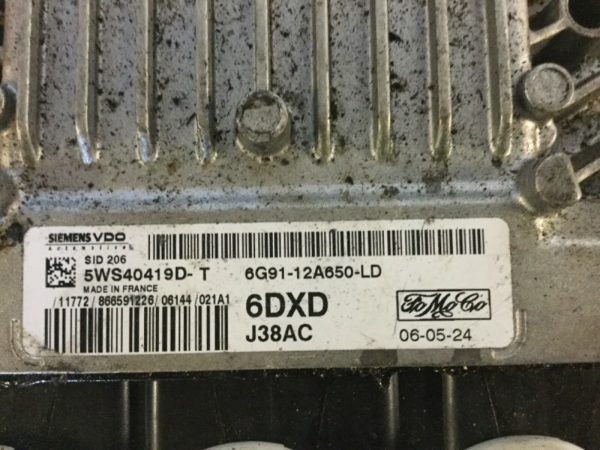 SIEMENS VDO
Automotive
SID 206
5WS40419D-T 6G91-12A650-LD
MADE IN FRANCE
/11772/866591226/06144/021A1
6DXD
FoMoCo
J38AC
06-05-24